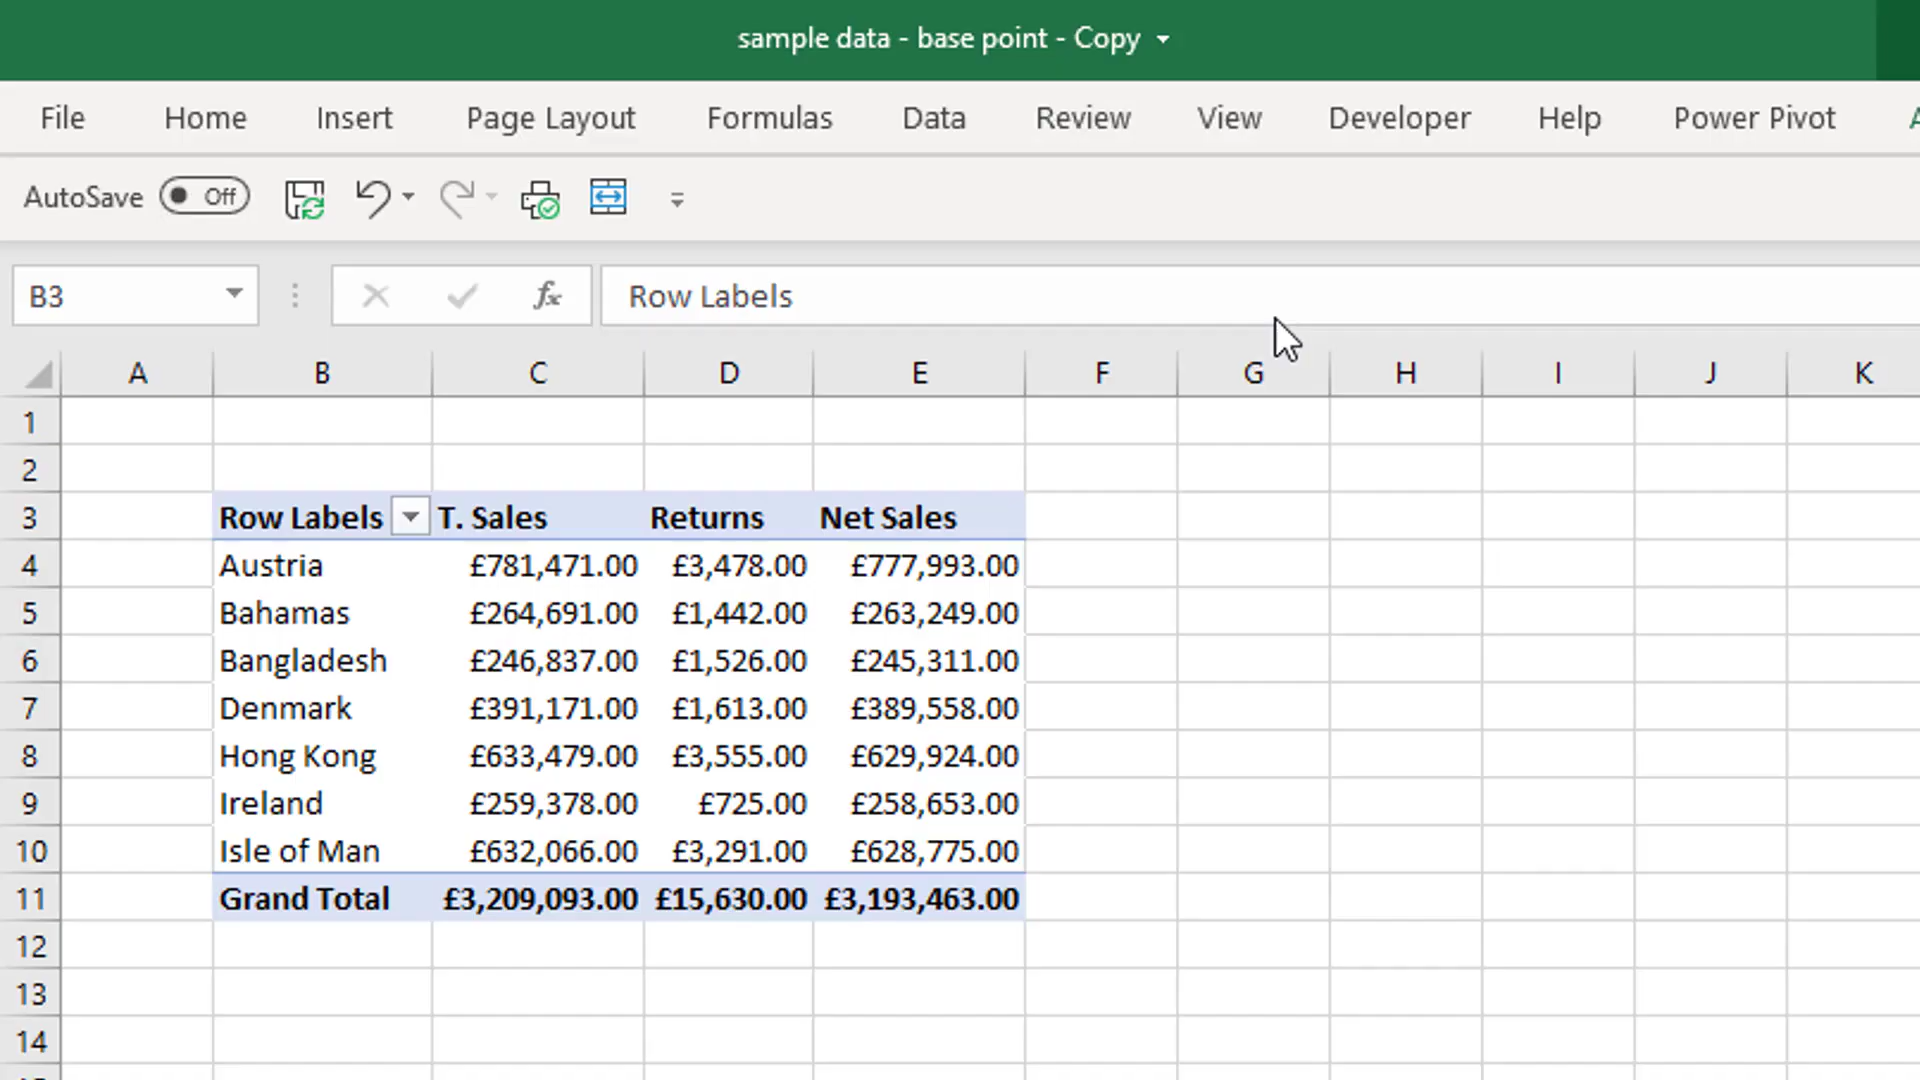 sample data - base point - Copy
File Home Insert Page Layout Formulas Data Review View Developer Help Power Pivot
AutoSave Off
B3 fx Row Labels
A B C D E F G H I J K
1
2
3 Row Labels T. Sales Returns Net Sales
4 Austria £781,471.00 £3,478.00 £777,993.00
5 Bahamas £264,691.00 £1,442.00 £263,249.00
6 Bangladesh £246,837.00 £1,526.00 £245,311.00
7 Denmark £391,171.00 £1,613.00 £389,558.00
8 Hong Kong £633,479.00 £3,555.00 £629,924.00
9 Ireland £259,378.00 £725.00 £258,653.00
10 Isle of Man £632,066.00 £3,291.00 £628,775.00
11 Grand Total £3,209,093.00 £15,630.00 £3,193,463.00
12
13
14